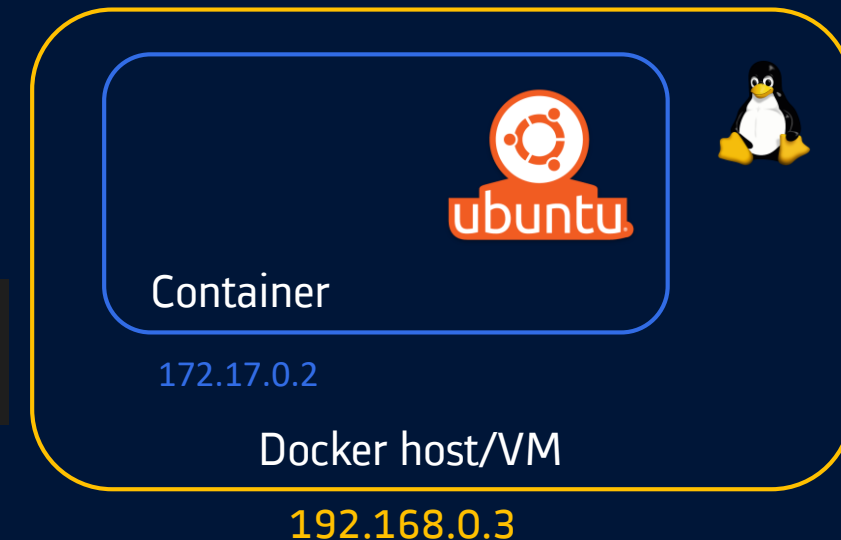 ubuntu
Container
172.17.0.2
Docker host/VM
192.168.0.3